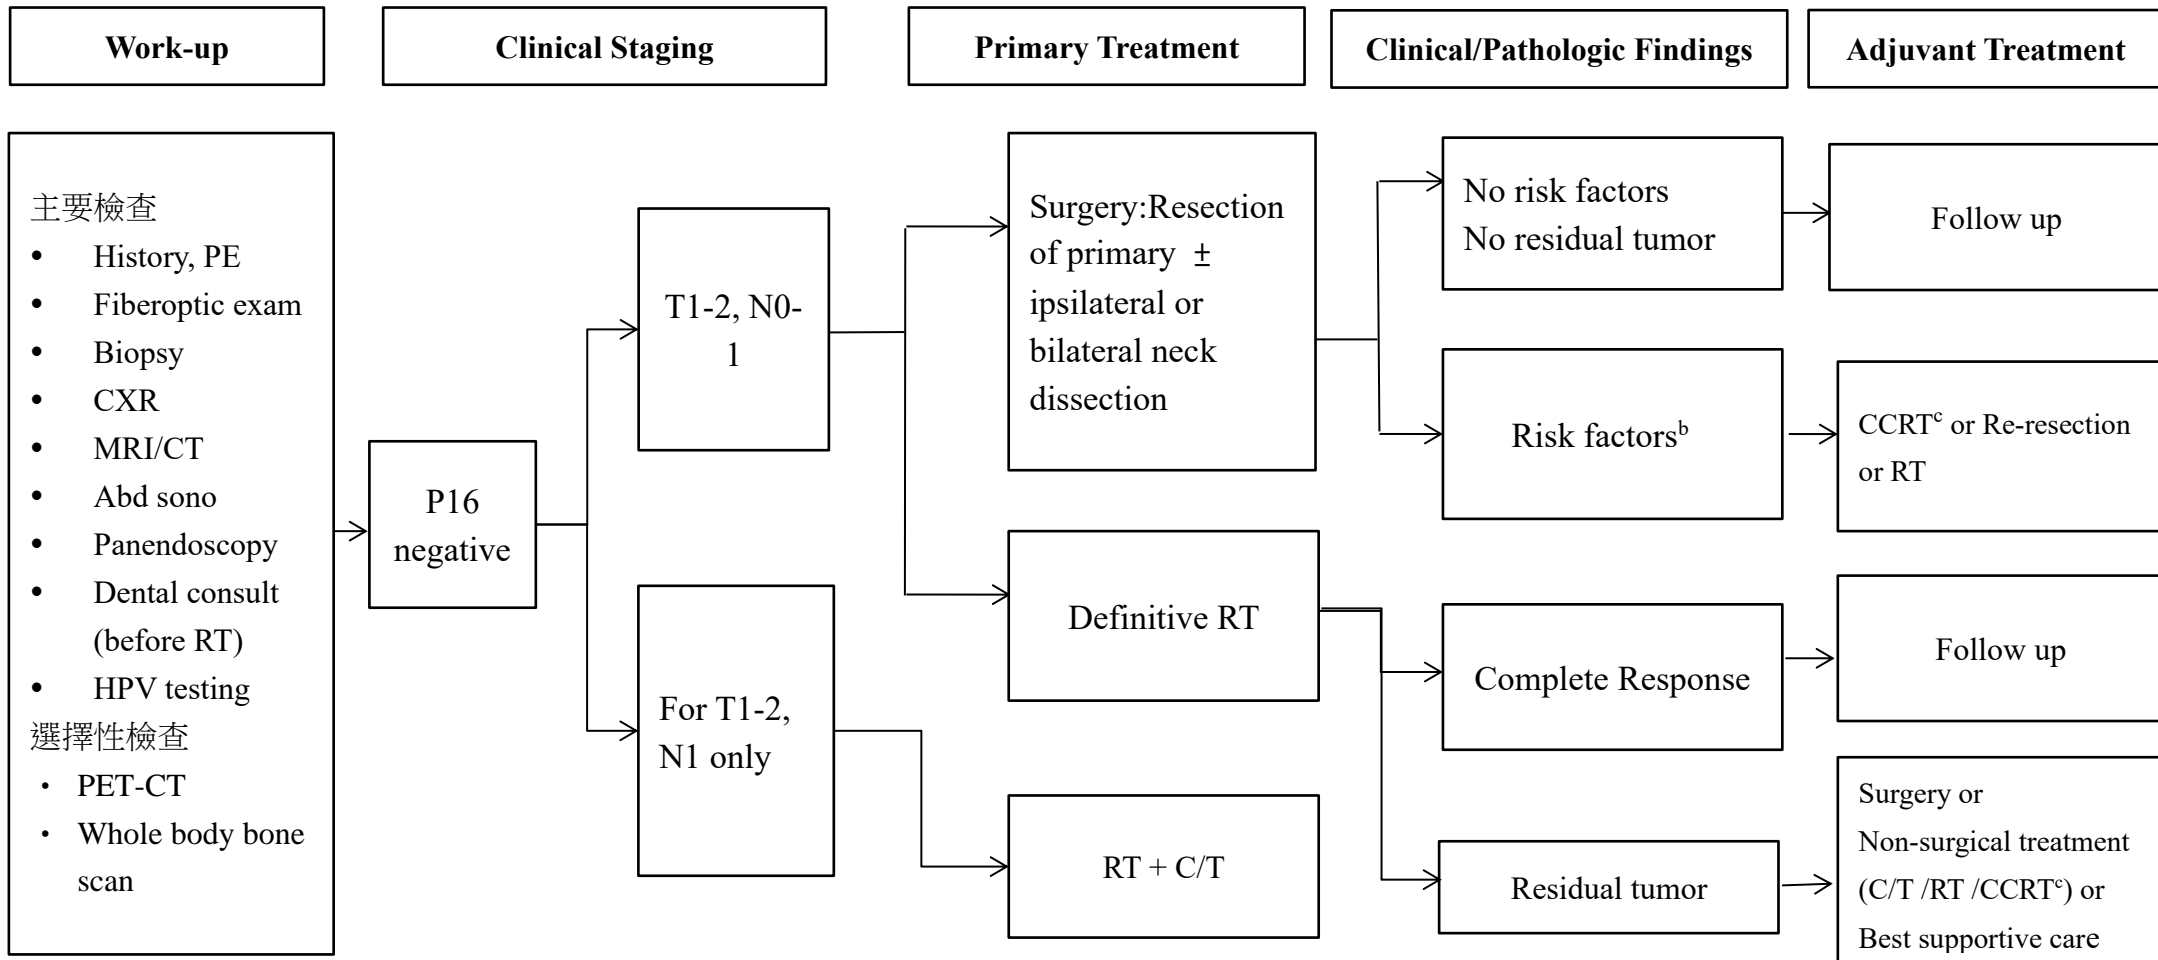 Work-up
Clinical Staging
Primary Treatment
Clinical/Pathologic Findings
Adjuvant Treatment
主要檢查
• History, PE
• Fiberoptic exam
• Biopsy
• CXR
• MRI/CT
• Abd sono
• Panendoscopy
• Dental consult
(before RT)
• HPV testing
選擇性檢查
• PET-CT
• Whole body bone
scan
P16
negative
T1-2, N0-
1
For T1-2,
N1 only
Surgery:Resection
of primary ±
ipsilateral or
bilateral neck
dissection
Definitive RT
RT + C/T
No risk factors
No residual tumor
Risk factorsᵇ
Complete Response
Residual tumor
Follow up
CCRTᶜ or Re-resection
or RT
Follow up
Surgery or
Non-surgical treatment
(C/T /RT /CCRTᶜ) or
Best supportive care